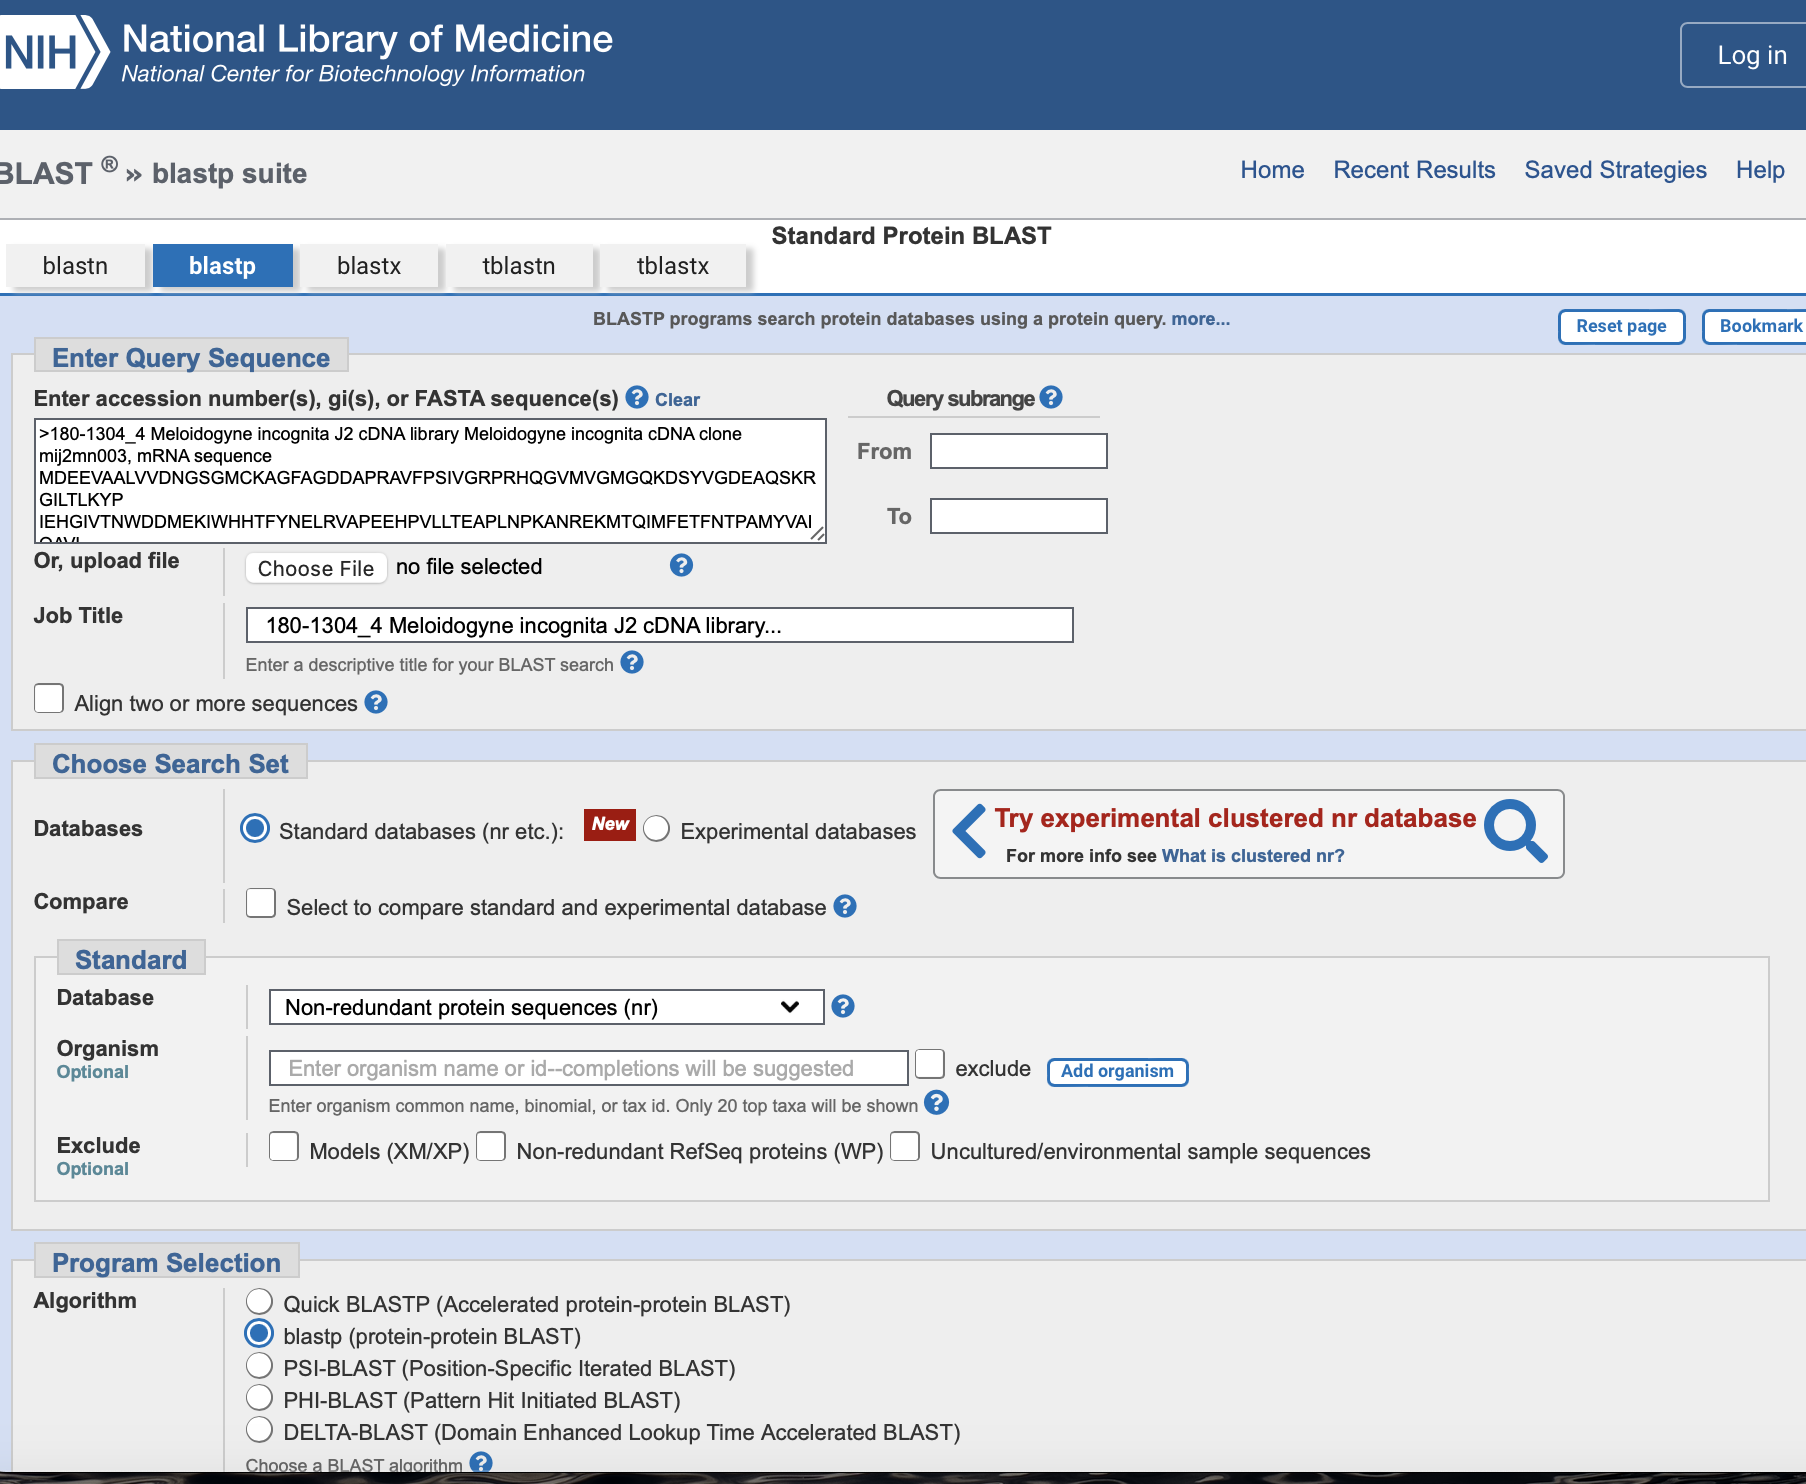 NIH
National Library of Medicine
National Center for Biotechnology Information
Log in
BLAST ® » blastp suite
Home Recent Results Saved Strategies Help
Standard Protein BLAST
blastn blastp blastx tblastn tblastx
BLASTP programs search protein databases using a protein query. more...
Reset page Bookmark
Enter Query Sequence
Enter accession number(s), gi(s), or FASTA sequence(s) ? Clear
Query subrange ?
>180-1304_4 Meloidogyne incognita J2 cDNA library Meloidogyne incognita cDNA clone
mij2mn003, mRNA sequence
MDEEVAALVVDNGSGMCKAGFAGDDAPRAVFPSIVGRPRHQGVMVGMGQKDSYVGDEAQSKR
GILTLKYP
IEHGIVTNWDDMEKIWHHTFYNELRVAPEEHPVLLTEAPLNPKANREKMTQIMFETFNTPAMYVAI
From
To
Or, upload file
Choose File no file selected ?
Job Title
180-1304_4 Meloidogyne incognita J2 cDNA library...
Enter a descriptive title for your BLAST search ?
Align two or more sequences ?
Choose Search Set
Databases
Standard databases (nr etc.): New Experimental databases
Try experimental clustered nr database
For more info see What is clustered nr?
Compare
Select to compare standard and experimental database ?
Standard
Database
Non-redundant protein sequences (nr) ?
Organism
Optional
Enter organism name or id--completions will be suggested exclude Add organism
Enter organism common name, binomial, or tax id. Only 20 top taxa will be shown ?
Exclude
Optional
Models (XM/XP) Non-redundant RefSeq proteins (WP) Uncultured/environmental sample sequences
Program Selection
Algorithm
Quick BLASTP (Accelerated protein-protein BLAST)
blastp (protein-protein BLAST)
PSI-BLAST (Position-Specific Iterated BLAST)
PHI-BLAST (Pattern Hit Initiated BLAST)
DELTA-BLAST (Domain Enhanced Lookup Time Accelerated BLAST)
Choose a BLAST algorithm ?